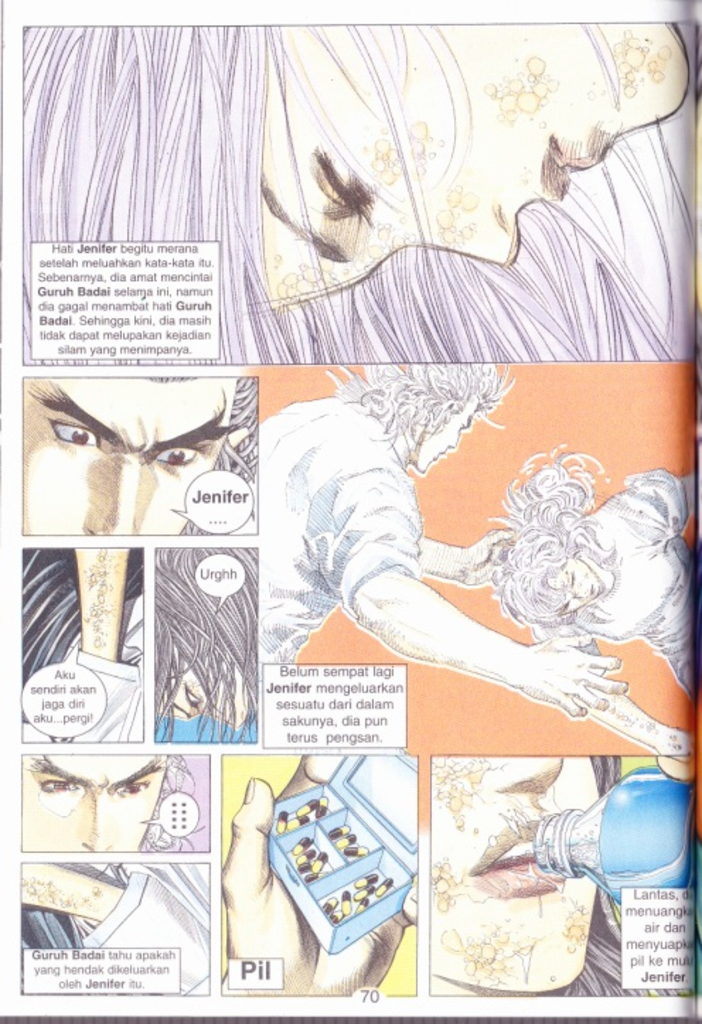 Hati Jenifer begitu merana
setelah meluahkan kata-kata itu.
Sebenarnya, dia amat mencintai
Guruh Badai selama ini, namun
dia gagal menambat hati Guruh
Badai. Sehingga kini, dia masih
tidak dapat melupakan kejadian
silam yang menimpanya.
Jenifer
....
Aku
sendiri akan
jaga diri
aku...pergi!
Urghh
Belum sempat lagi
Jenifer mengeluarkan
sesuatu dari dalam
sakunya, dia pun
terus pengsan.
Guruh Badai tahu apakah
yang hendak dikeluarkan
oleh Jenifer itu.
Pil
Lantas,
air dan
pil ke
Jenifer.
70